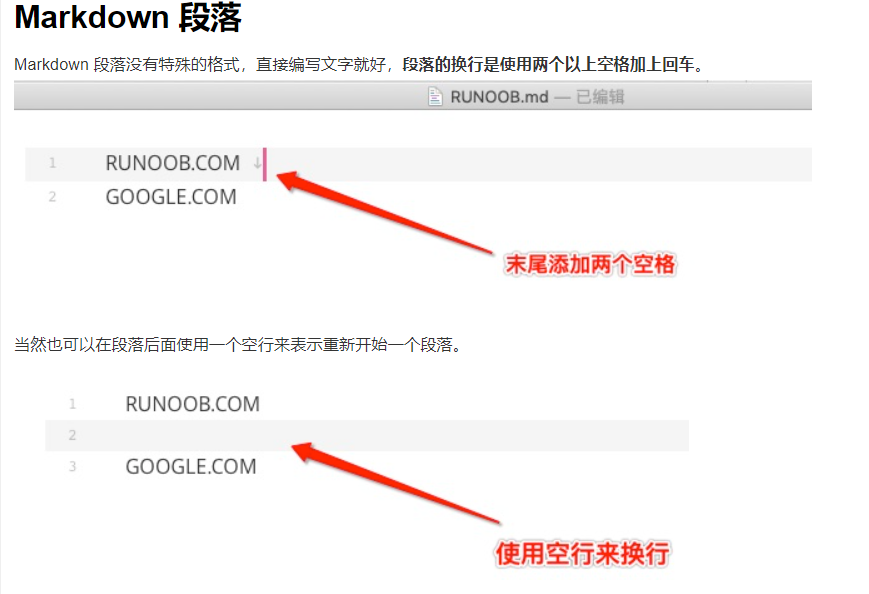 Markdown 段落
Markdown 段落没有特殊的格式，直接编写文字就好，段落的换行是使用两个以上空格加上回车。
RUNOOB.md — 已编辑
1 RUNOOB.COM ↓
2 GOOGLE.COM
末尾添加两个空格
当然也可以在段落后面使用一个空行来表示重新开始一个段落。
1 RUNOOB.COM
2
3 GOOGLE.COM
使用空行来换行